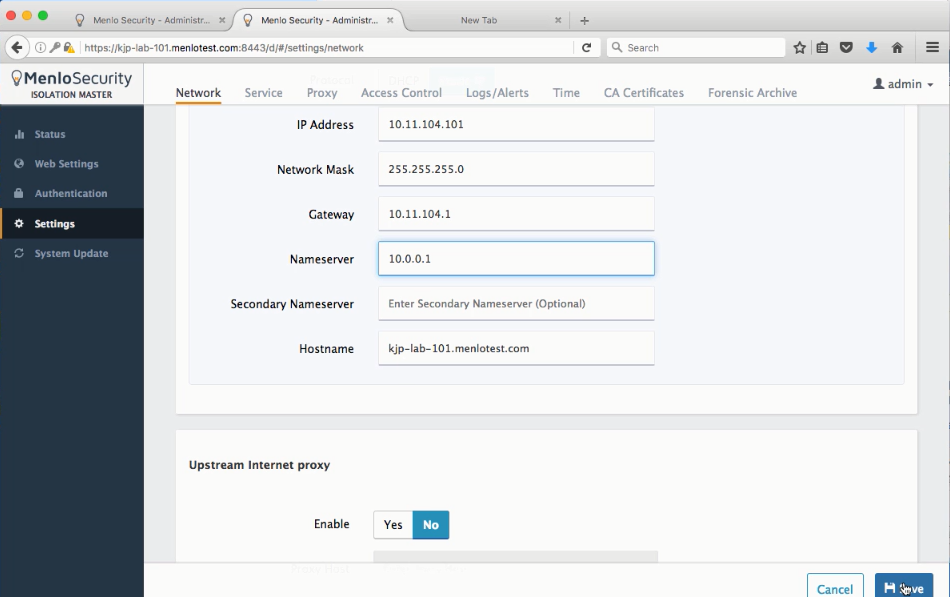 Menlo Security - Administr...
Menlo Security - Administr...
New Tab
https://kjp-lab-101.menlotest.com:8443/d/#/settings/network
Search
MenloSecurity
ISOLATION MASTER
Network
Service
Proxy
Access Control
Logs/Alerts
Time
CA Certificates
Forensic Archive
admin
Status
Web Settings
Authentication
Settings
System Update
IP Address
10.11.104.101
Network Mask
255.255.255.0
Gateway
10.11.104.1
Nameserver
10.0.0.1
Secondary Nameserver
Enter Secondary Nameserver (Optional)
Hostname
kjp-lab-101.menlotest.com
Upstream Internet proxy
Enable
Yes
No
Cancel
Save